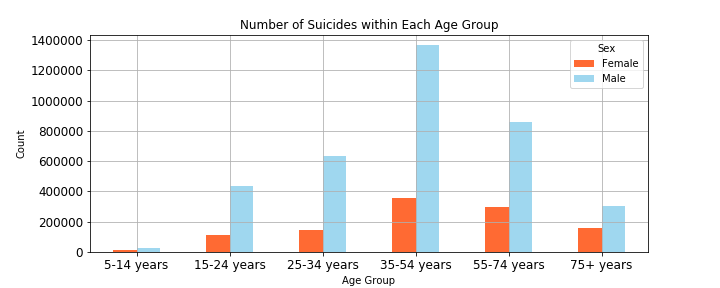 Number of Suicides within Each Age Group
1400000
1200000
1000000
800000
600000
400000
200000
0
Count
Sex
Female
Male
5-14 years
15-24 years
25-34 years
35-54 years
55-74 years
75+ years
Age Group